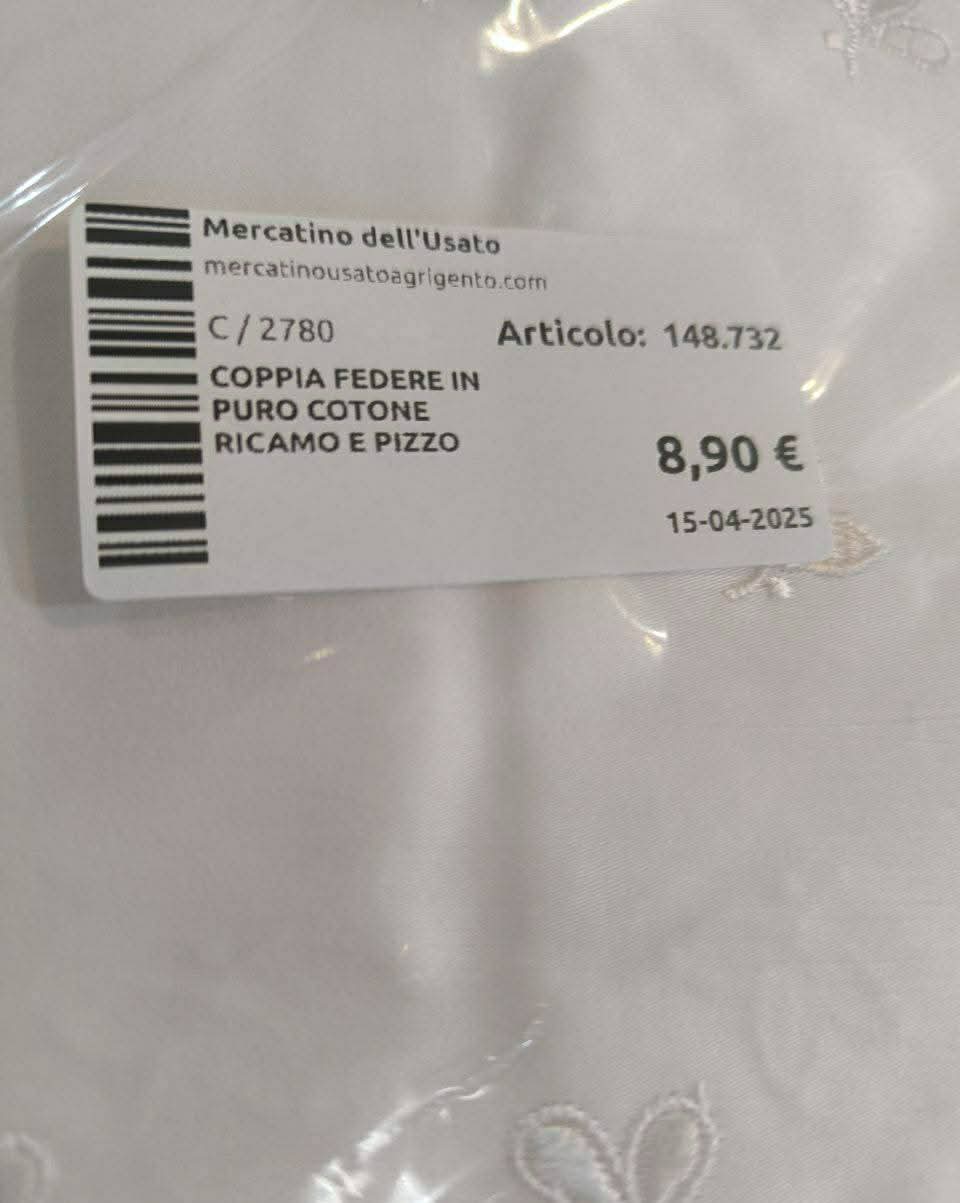 Mercatino dell'Usato
mercatinousatoagrigento.com
C / 2780 Articolo: 148.732
COPPIA FEDERE IN
PURO COTONE
RICAMO E PIZZO
8,90 €
15-04-2025